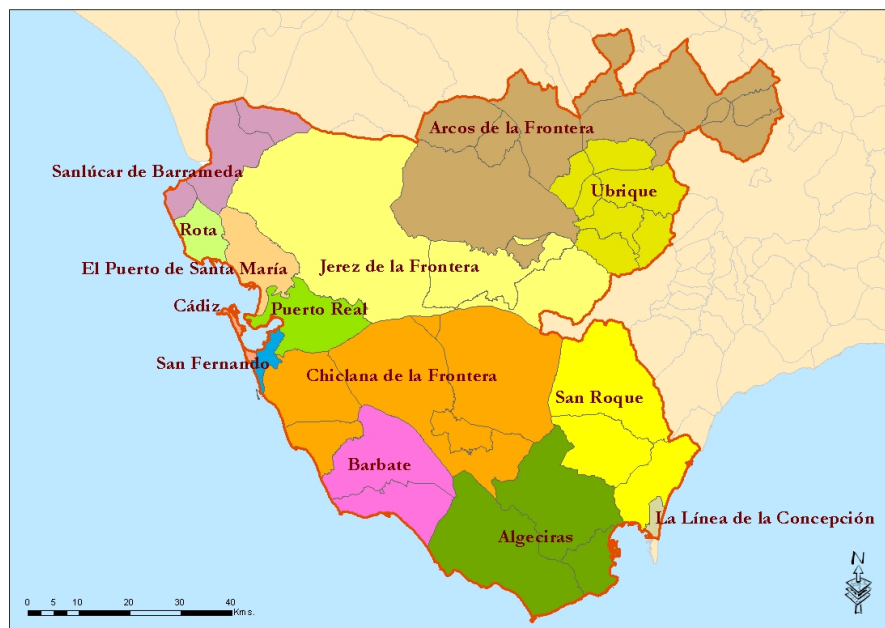 Arcos de la Frontera
Sanlúcar de Barrameda
Ubrique
Rota
El Puerto de Santa María
Jerez de la Frontera
Cádiz
Puerto Real
San Fernando
Chiclana de la Frontera
San Roque
Barbate
La Línea de la Concepción
Algeciras
N
0 10 20 30 40
Kms.